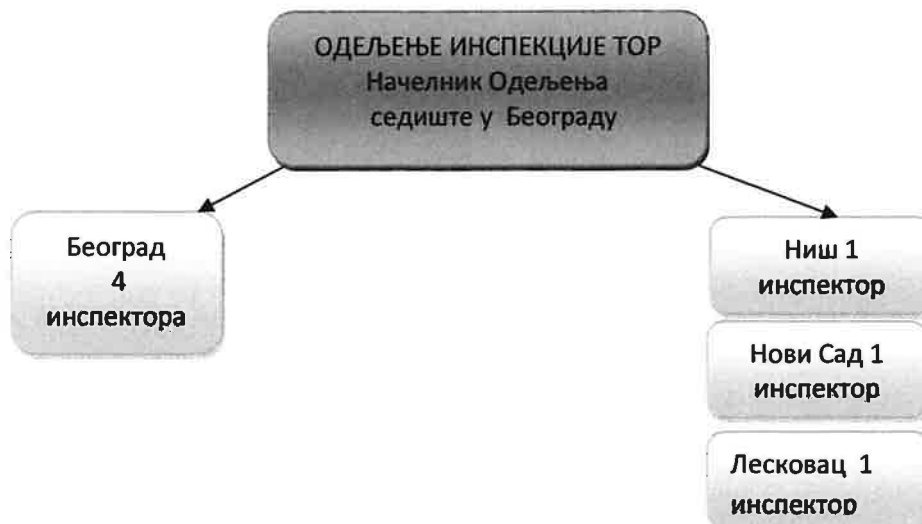 ОДЕЉЕЊЕ ИНСПЕКЦИЈЕ ТОР
Начелник Одељења
седиште у Београду
Београд
4
инспектора
Ниш 1
инспектор
Нови Сад 1
инспектор
Лесковац 1
инспектор